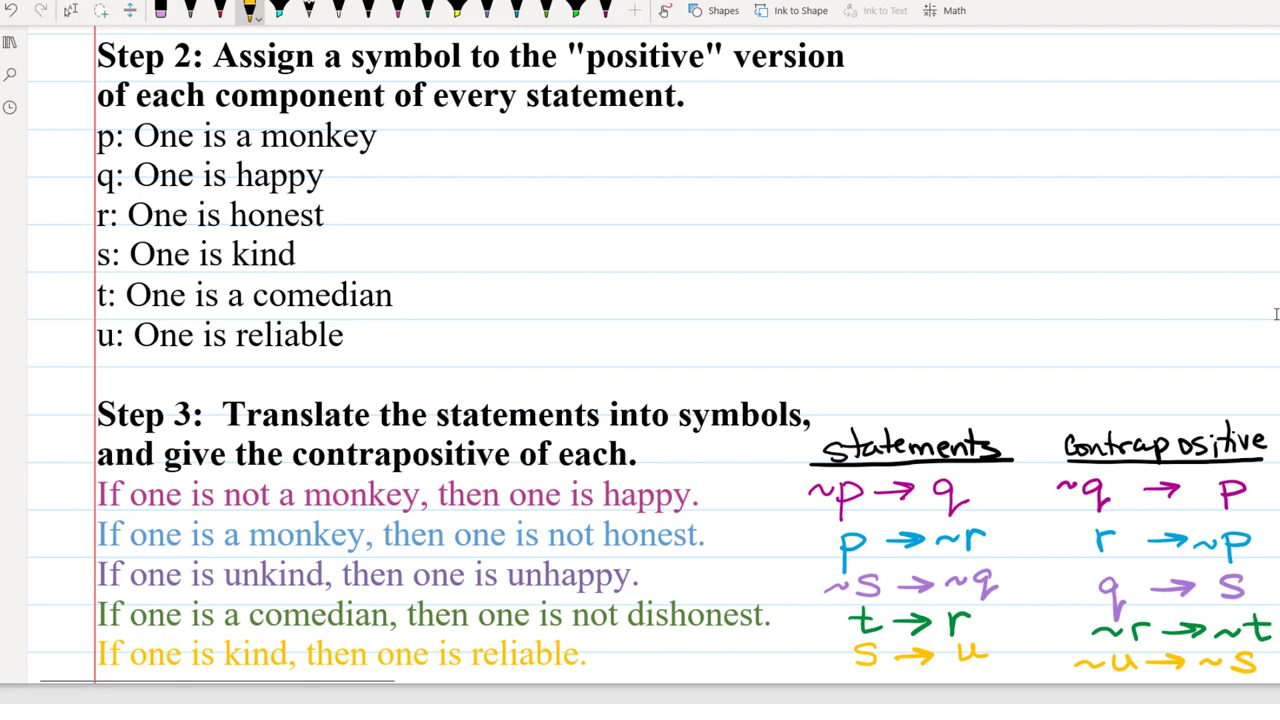 Shapes Ink to Shape Ink to Text Math
Step 2: Assign a symbol to the "positive" version
of each component of every statement.
p: One is a monkey
q: One is happy
r: One is honest
s: One is kind
t: One is a comedian
u: One is reliable
Step 3: Translate the statements into symbols,
and give the contrapositive of each.
statements contrapositive
If one is not a monkey, then one is happy. ~p → q ~q → p
If one is a monkey, then one is not honest. p → ~r r → ~p
If one is unkind, then one is unhappy. ~s → ~q q → s
If one is a comedian, then one is not dishonest. t → r ~r → ~t
If one is kind, then one is reliable. s → u ~u → ~s